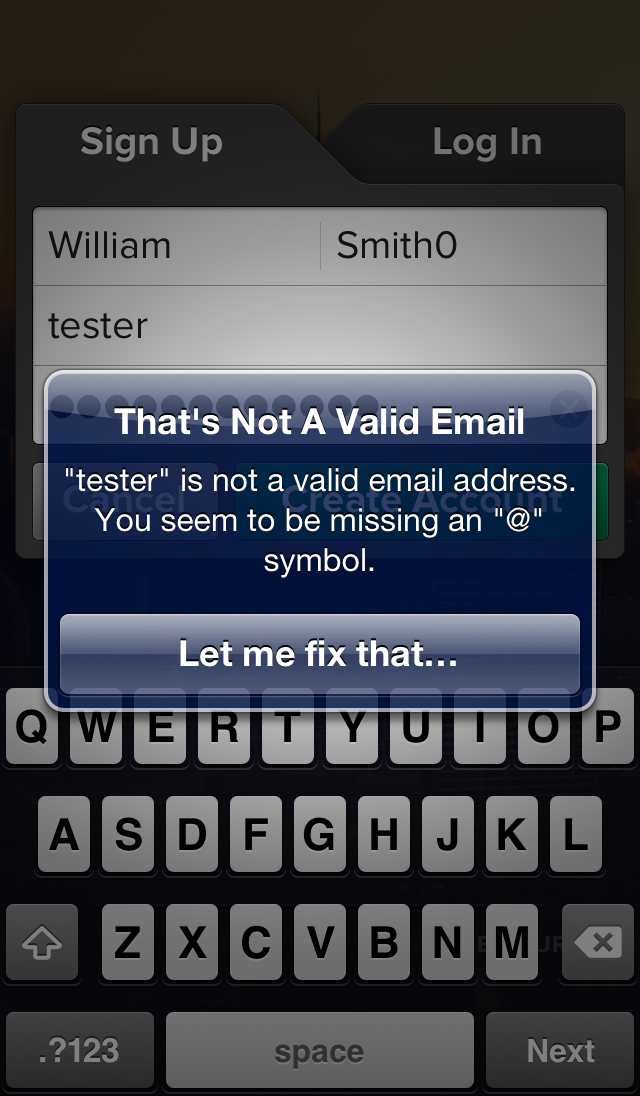 Sign Up Log In
William Smith0
tester
That's Not A Valid Email
"tester" is not a valid email address.
Cancel Create Account
You seem to be missing an "@"
symbol.
Let me fix that...
Q W E R T Y U I O P
A S D F G H J K L
Z X C V B N M
.?123 space Next